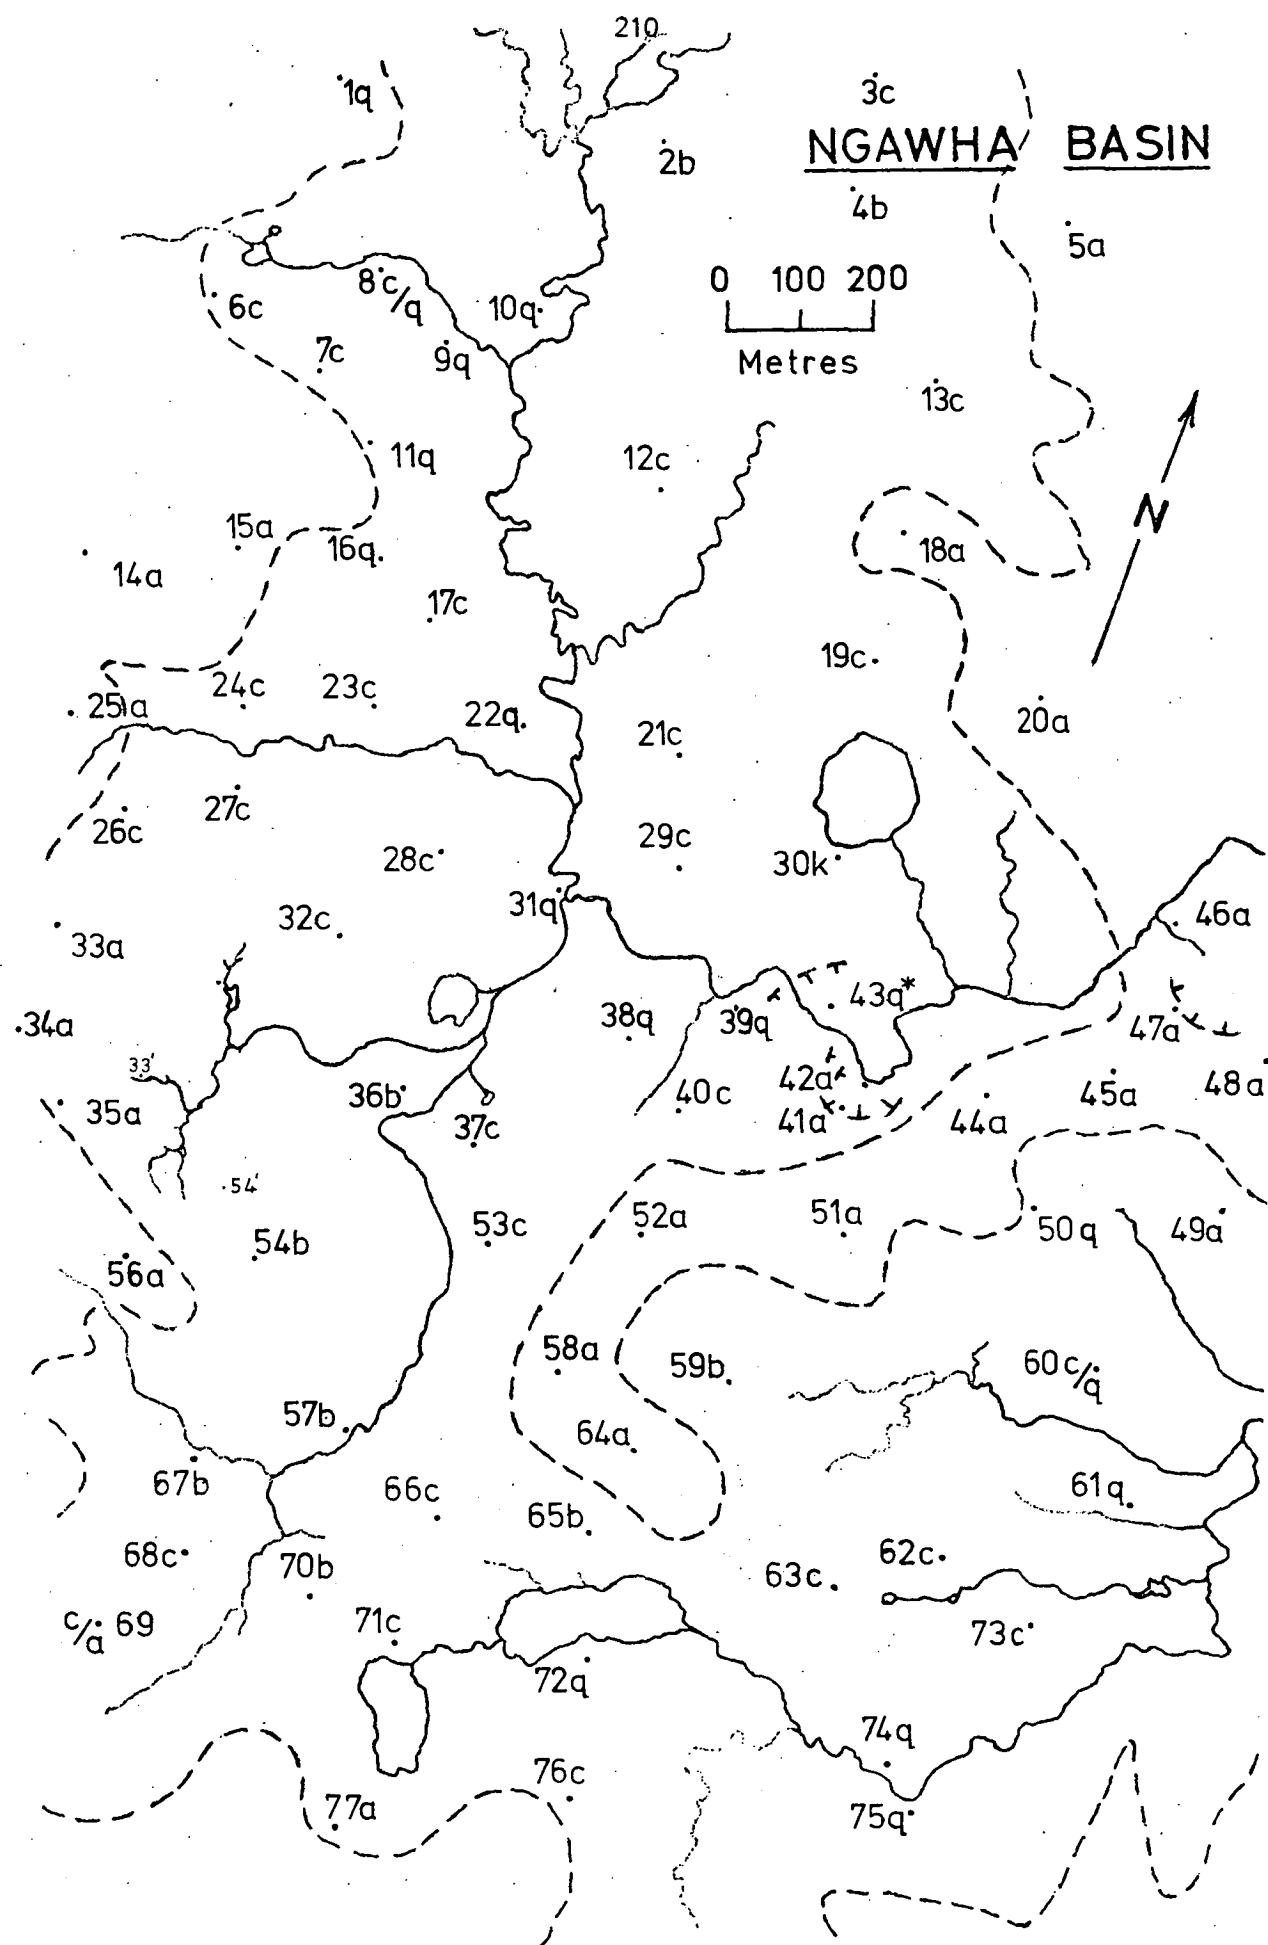 210
1q
3c
NGAWHA BASIN
2b
4b
5a
0 100 200
Metres
6c
8c/q
10q
7c
9q
13c
11q
12c
N
15a
16q
18a
14a
17c
19c
24c
23c
25a
22q
21c
20a
27c
26c
28c
29c
30k
31q
32c
33a
46a
43q*
34a
38q
39q
47a
33'
35a
36b
37c
40c
42a
41a
44a
45a
48a
54'
54b
53c
52a
51a
50q
49a
56a
58a
59b
60c/q
57b
64a
67b
66c
65b
61q
68c
70b
63c
62c
c/a 69
71c
72q
73c
74q
76c
77a
75q